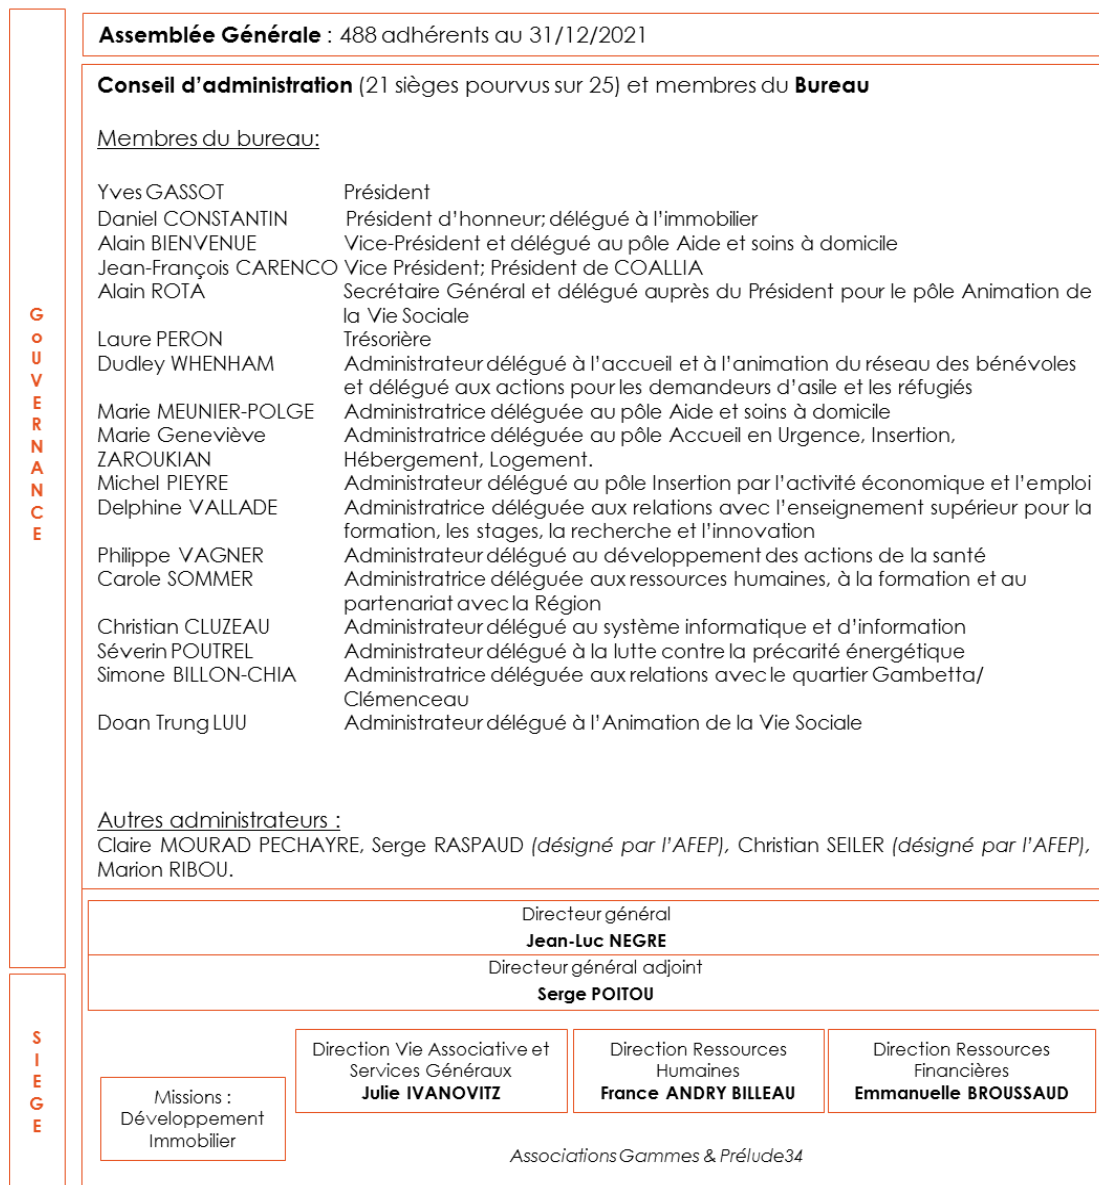 Assemblée Générale : 488 adhérents au 31/12/2021
Conseil d'administration (21 sièges pourvus sur 25) et membres du Bureau
Membres du bureau:
Yves GASSOT Président
Daniel CONSTANTIN Président d'honneur; délégué à l'immobilier
Alain BIENVENUE Vice-Président et délégué au pôle Aide et soins à domicile
Jean-François CARENCO Vice Président; Président de COALLIA
Alain ROTA Secrétaire Général et délégué auprès du Président pour le pôle Animation de
la Vie Sociale
Laure PERON Trésorière
Dudley WHENHAM Administrateur délégué à l'accueil et à l'animation du réseau des bénévoles
et délégué aux actions pour les demandeurs d'asile et les réfugiés
Marie MEUNIER-POLGE Administratrice déléguée au pôle Aide et soins à domicile
Marie Geneviève Administratrice déléguée au pôle Accueil en Urgence, Insertion,
ZAROUKIAN Hébergement, Logement.
Michel PIEYRE Administrateur délégué au pôle Insertion par l'activité économique et l'emploi
Delphine VALLADE Administratrice déléguée aux relations avec l'enseignement supérieur pour la
formation, les stages, la recherche et l'innovation
Philippe VAGNER Administrateur délégué au développement des actions de la santé
Carole SOMMER Administratrice déléguée aux ressources humaines, à la formation et au
partenariat avec la Région
Christian CLUZEAU Administrateur délégué au système informatique et d'information
Séverin POUTREL Administrateur délégué à la lutte contre la précarité énergétique
Simone BILLON-CHIA Administratrice déléguée aux relations avec le quartier Gambetta/
Clémenceau
Doan Trung LUU Administrateur délégué à l'Animation de la Vie Sociale
Autres administrateurs :
Claire MOURAD PECHAYRE, Serge RASPAUD (désigné par l'AFEP), Christian SEILER (désigné par l'AFEP),
Marion RIBOU.
G
o
U
V
E
R
N
A
N
C
E
Directeur général
Jean-Luc NEGRE
Directeur général adjoint
Serge POITOU
S
I
E
G
E
Missions :
Développement
Immobilier
Direction Vie Associative et
Services Généraux
Julie IVANOVITZ
Direction Ressources
Humaines
France ANDRY BILLEAU
Direction Ressources
Financières
Emmanuelle BROUSSAUD
Associations Gammes & Prélude34